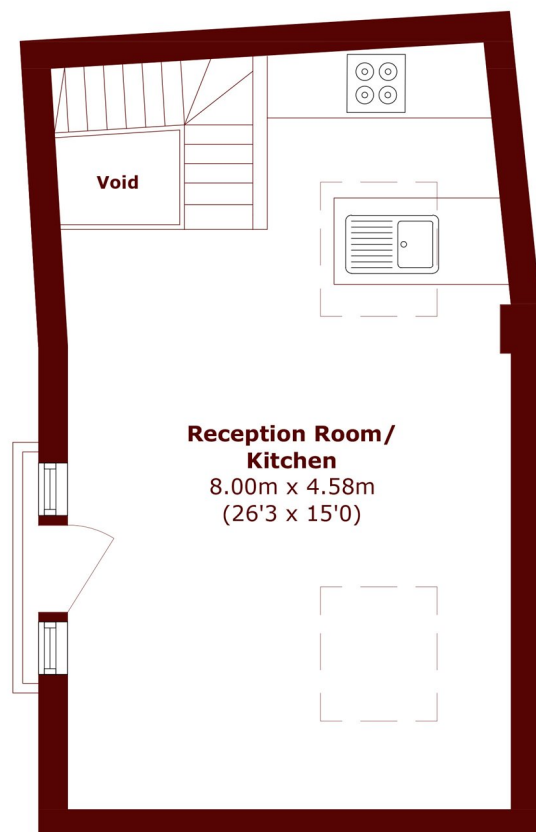 Void
Reception Room/
Kitchen
8.00m x 4.58m
(26'3 x 15'0)